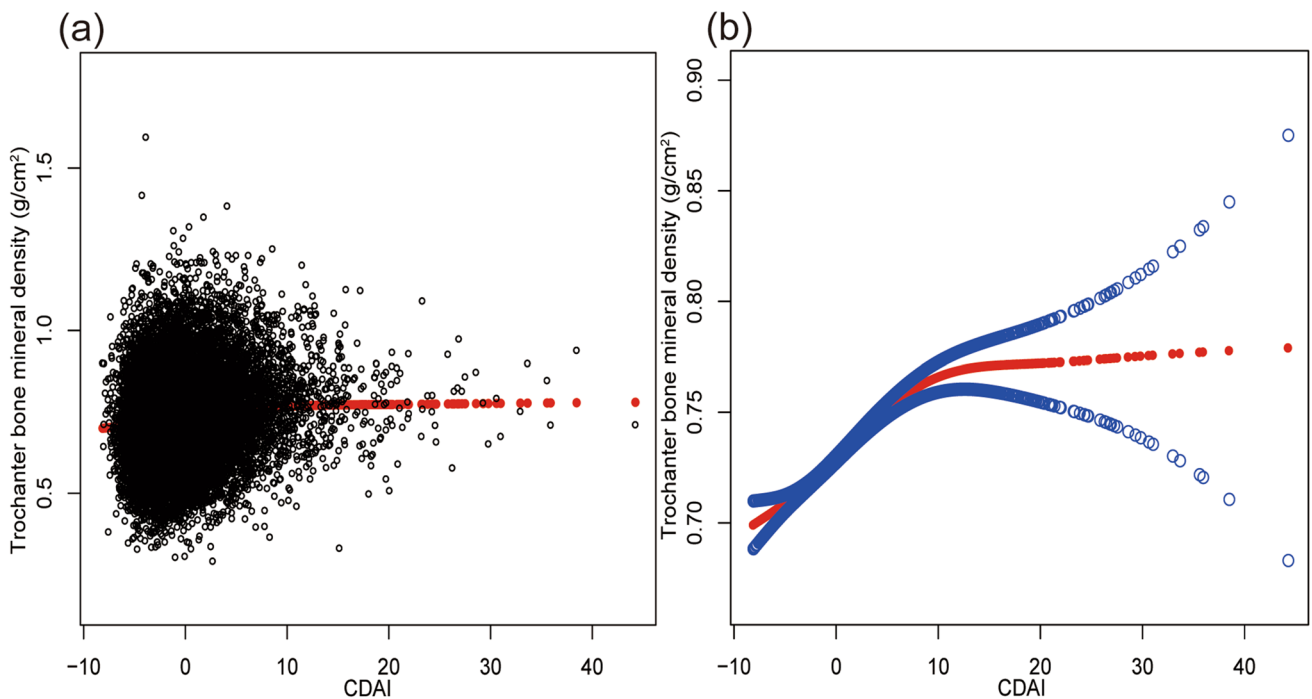 (a)
(b)
Trochanter bone mineral density (g/cm²)
1.5
1.0
0.5
−10 0 10 20 30 40
CDAI
Trochanter bone mineral density (g/cm²)
0.90
0.85
0.80
0.75
0.70
−10 0 10 20 30 40
CDAI